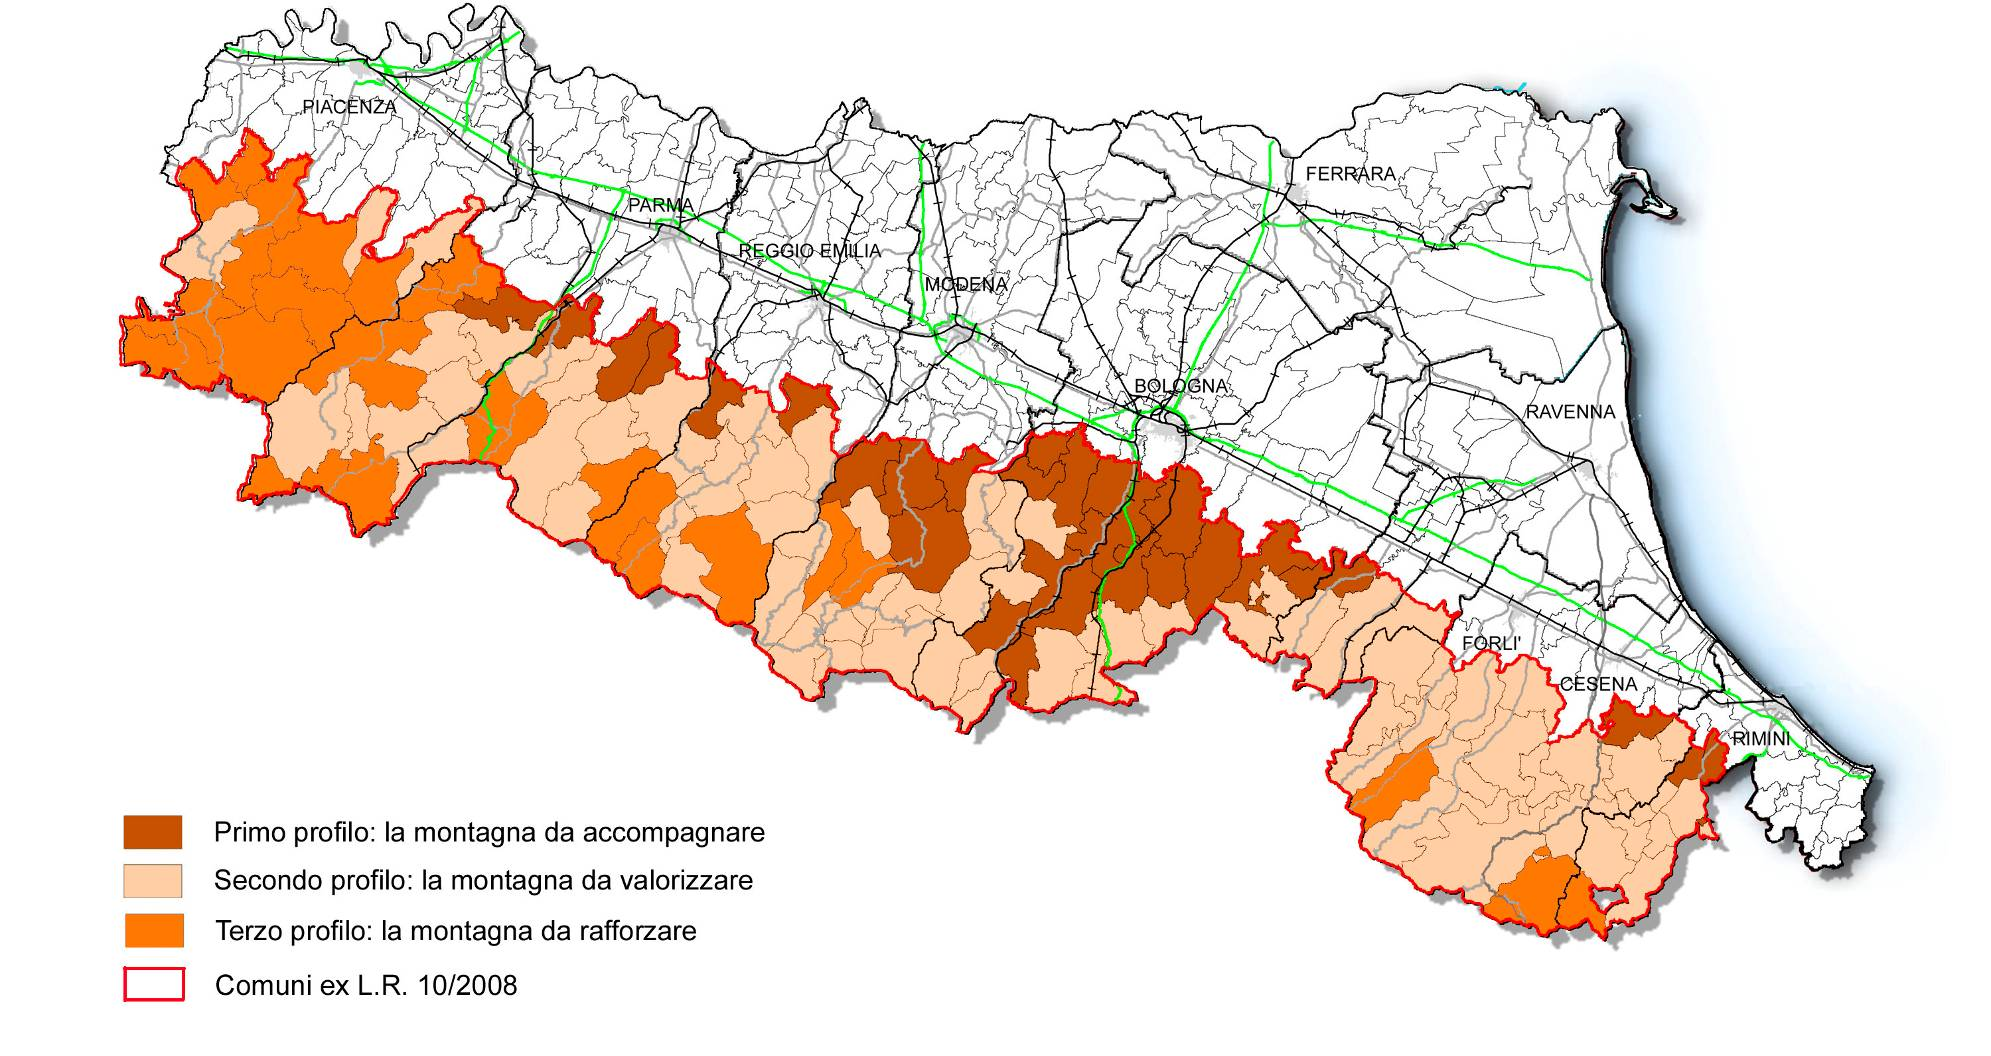 PIACENZA
PARMA
REGGIO EMILIA
MODENA
FERRARA
BOLOGNA
RAVENNA
FORLI'
CESENA
RIMINI
Primo profilo: la montagna da accompagnare
Secondo profilo: la montagna da valorizzare
Terzo profilo: la montagna da rafforzare
Comuni ex L.R. 10/2008